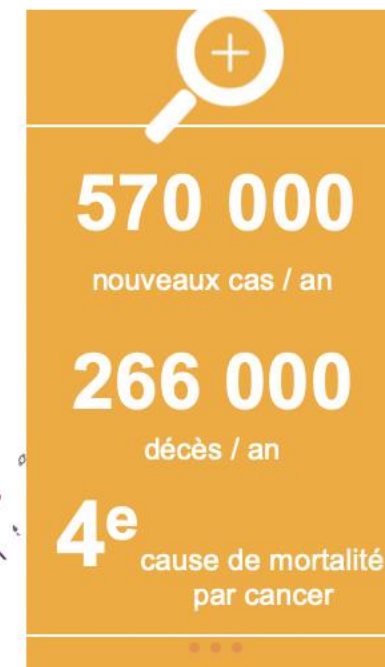 570 000
nouveaux cas / an
266 000
décès / an
4e
cause de mortalité
par cancer